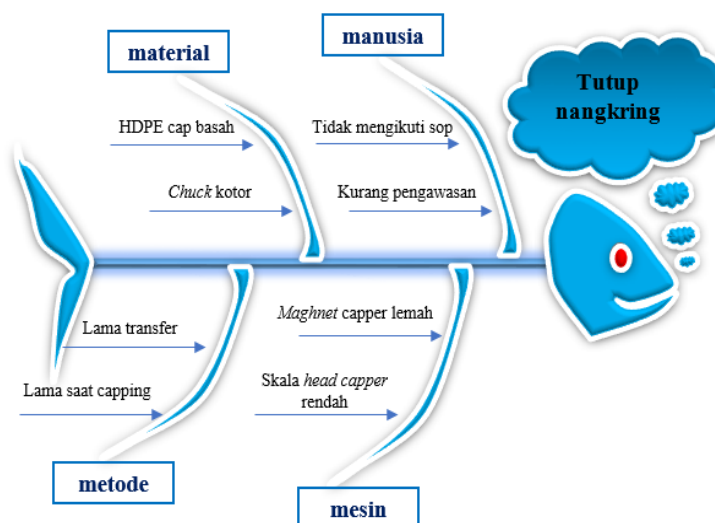 material
manusia
Tutup
nangkring
HDPE cap basah
Tidak mengikuti sop
Chuck kotor
Kurang pengawasan
Lama transfer
Maghnet capper lemah
Lama saat capping
Skala head capper
rendah
metode
mesin